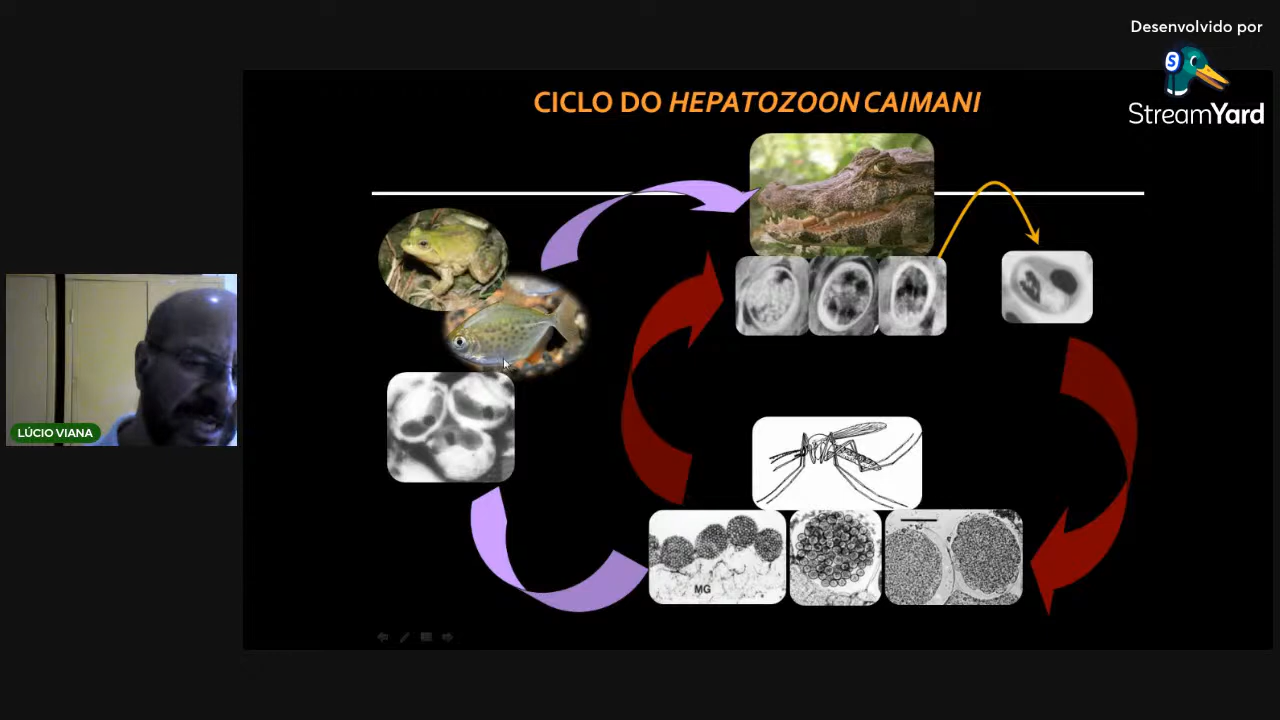 Desenvolvido por
StreamYard
CICLO DO HEPATOZOON CAIMANI
LÚCIO VIANA
MG